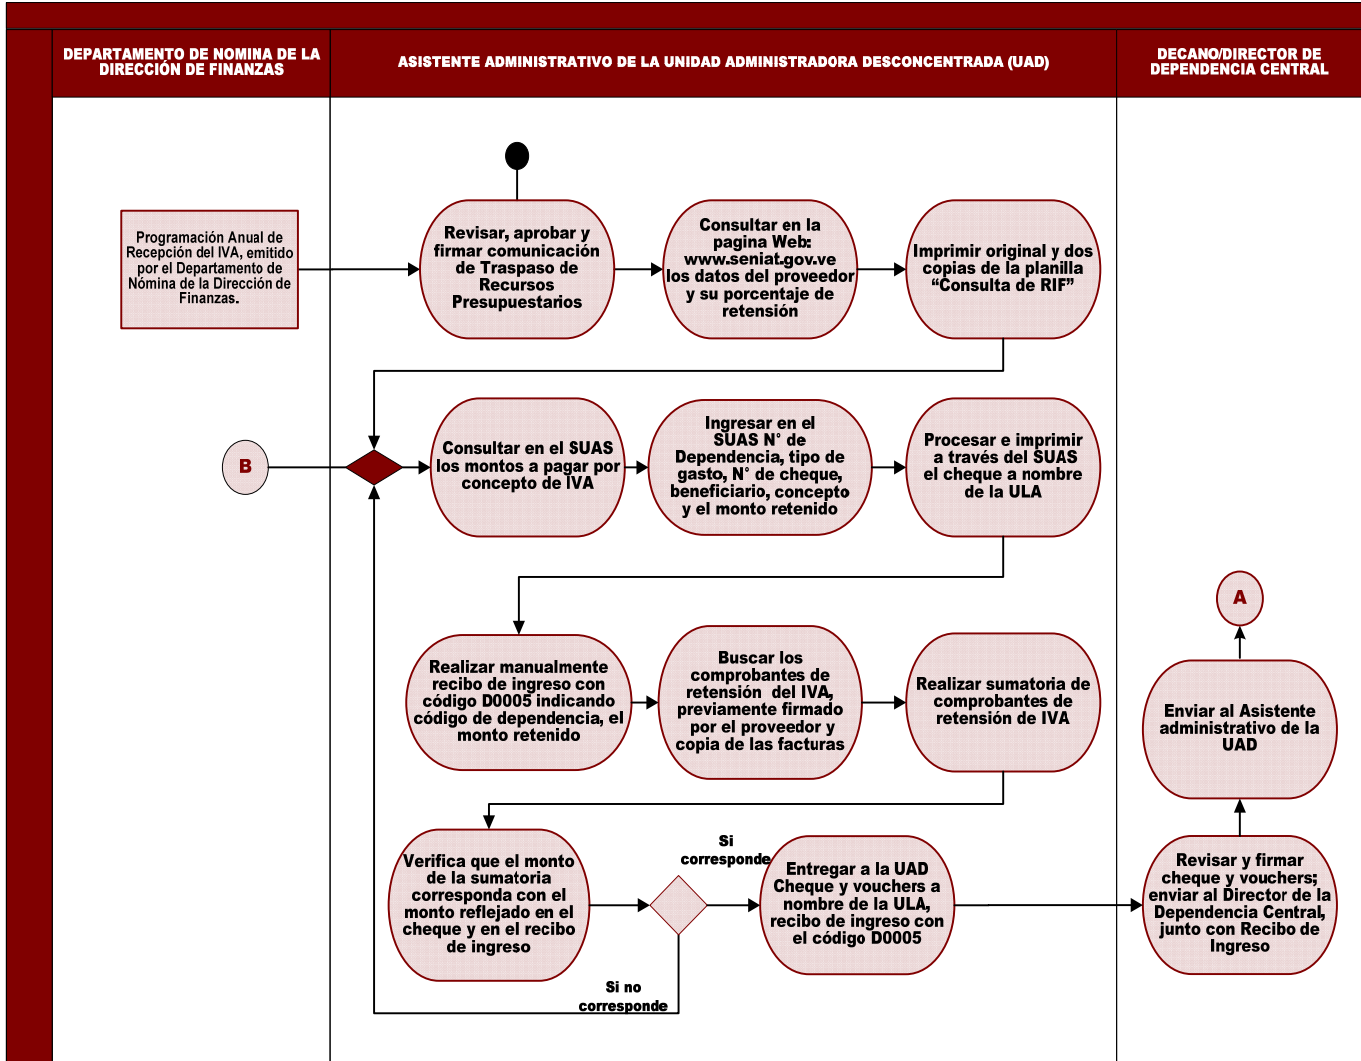 DEPARTAMENTO DE NOMINA DE LA
DIRECCIÓN DE FINANZAS
ASISTENTE ADMINISTRATIVO DE LA UNIDAD ADMINISTRADORA DESCONCENTRADA (UAD)
DECANO/DIRECTOR DE
DEPENDENCIA CENTRAL
Programación Anual de
Recepción del IVA, emitido
por el Departamento de
Nómina de la Dirección de
Finanzas.
Revisar, aprobar y
firmar comunicación
de Traspaso de
Recursos
Presupuestarios
Consultar en la
pagina Web:
www.seniat.gov.ve
los datos del proveedor
y su porcentaje de
retensión
Imprimir original y dos
copias de la planilla
“Consulta de RIF”
B
Consultar en el SUAS
los montos a pagar por
concepto de IVA
Ingresar en el
SUAS N° de
Dependencia, tipo de
gasto, N° de cheque,
beneficiario, concepto
y el monto retenido
Procesar e imprimir
a través del SUAS
el cheque a nombre
de la ULA
Realizar manualmente
recibo de ingreso con
código D0005 indicando
código de dependencia, el
monto retenido
Buscar los
comprobantes de
retensión del IVA,
previamente firmado
por el proveedor y
copia de las facturas
Realizar sumatoria de
comprobantes de
retensión de IVA
A
Enviar al Asistente
administrativo de la
UAD
Verifica que el monto
de la sumatoria
corresponda con el
monto reflejado en el
cheque y en el recibo
de ingreso
Si
corresponde
Entregar a la UAD
Cheque y vouchers a
nombre de la ULA,
recibo de ingreso con
el código D0005
Revisar y firmar
cheque y vouchers;
enviar al Director de la
Dependencia Central,
junto con Recibo de
Ingreso
Si no
corresponde